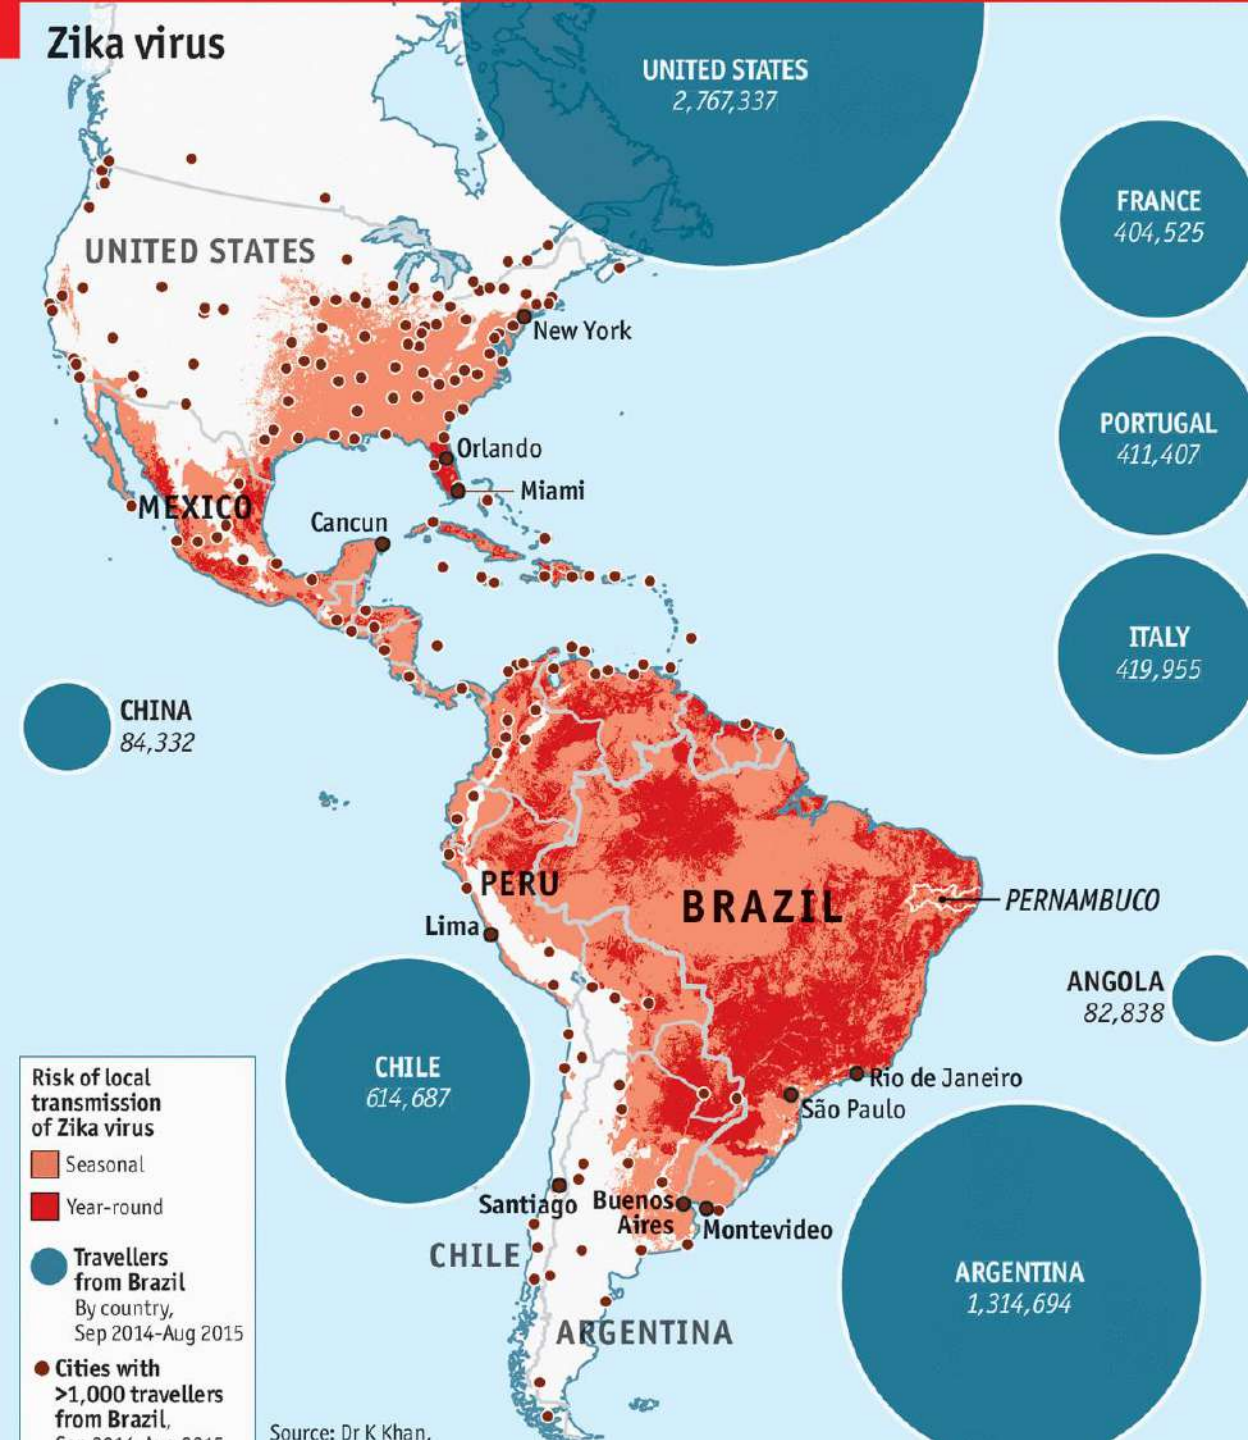 Zika virus
UNITED STATES
2,767,337
FRANCE
404,525
UNITED STATES
New York
PORTUGAL
411,407
Orlando
Miami
MEXICO
Cancun
ITALY
419,955
CHINA
84,332
PERU
BRAZIL
PERNAMBUCO
Lima
ANGOLA
82,838
CHILE
614,687
Rio de Janeiro
São Paulo
Santiago
Buenos
Aires
Montevideo
CHILE
ARGENTINA
1,314,694
ARGENTINA
Risk of local
transmission
of Zika virus
Seasonal
Year-round
Travellers
from Brazil
By country,
Sep 2014-Aug 2015
Cities with
>1,000 travellers
from Brazil,
Source: Dr K Khan,